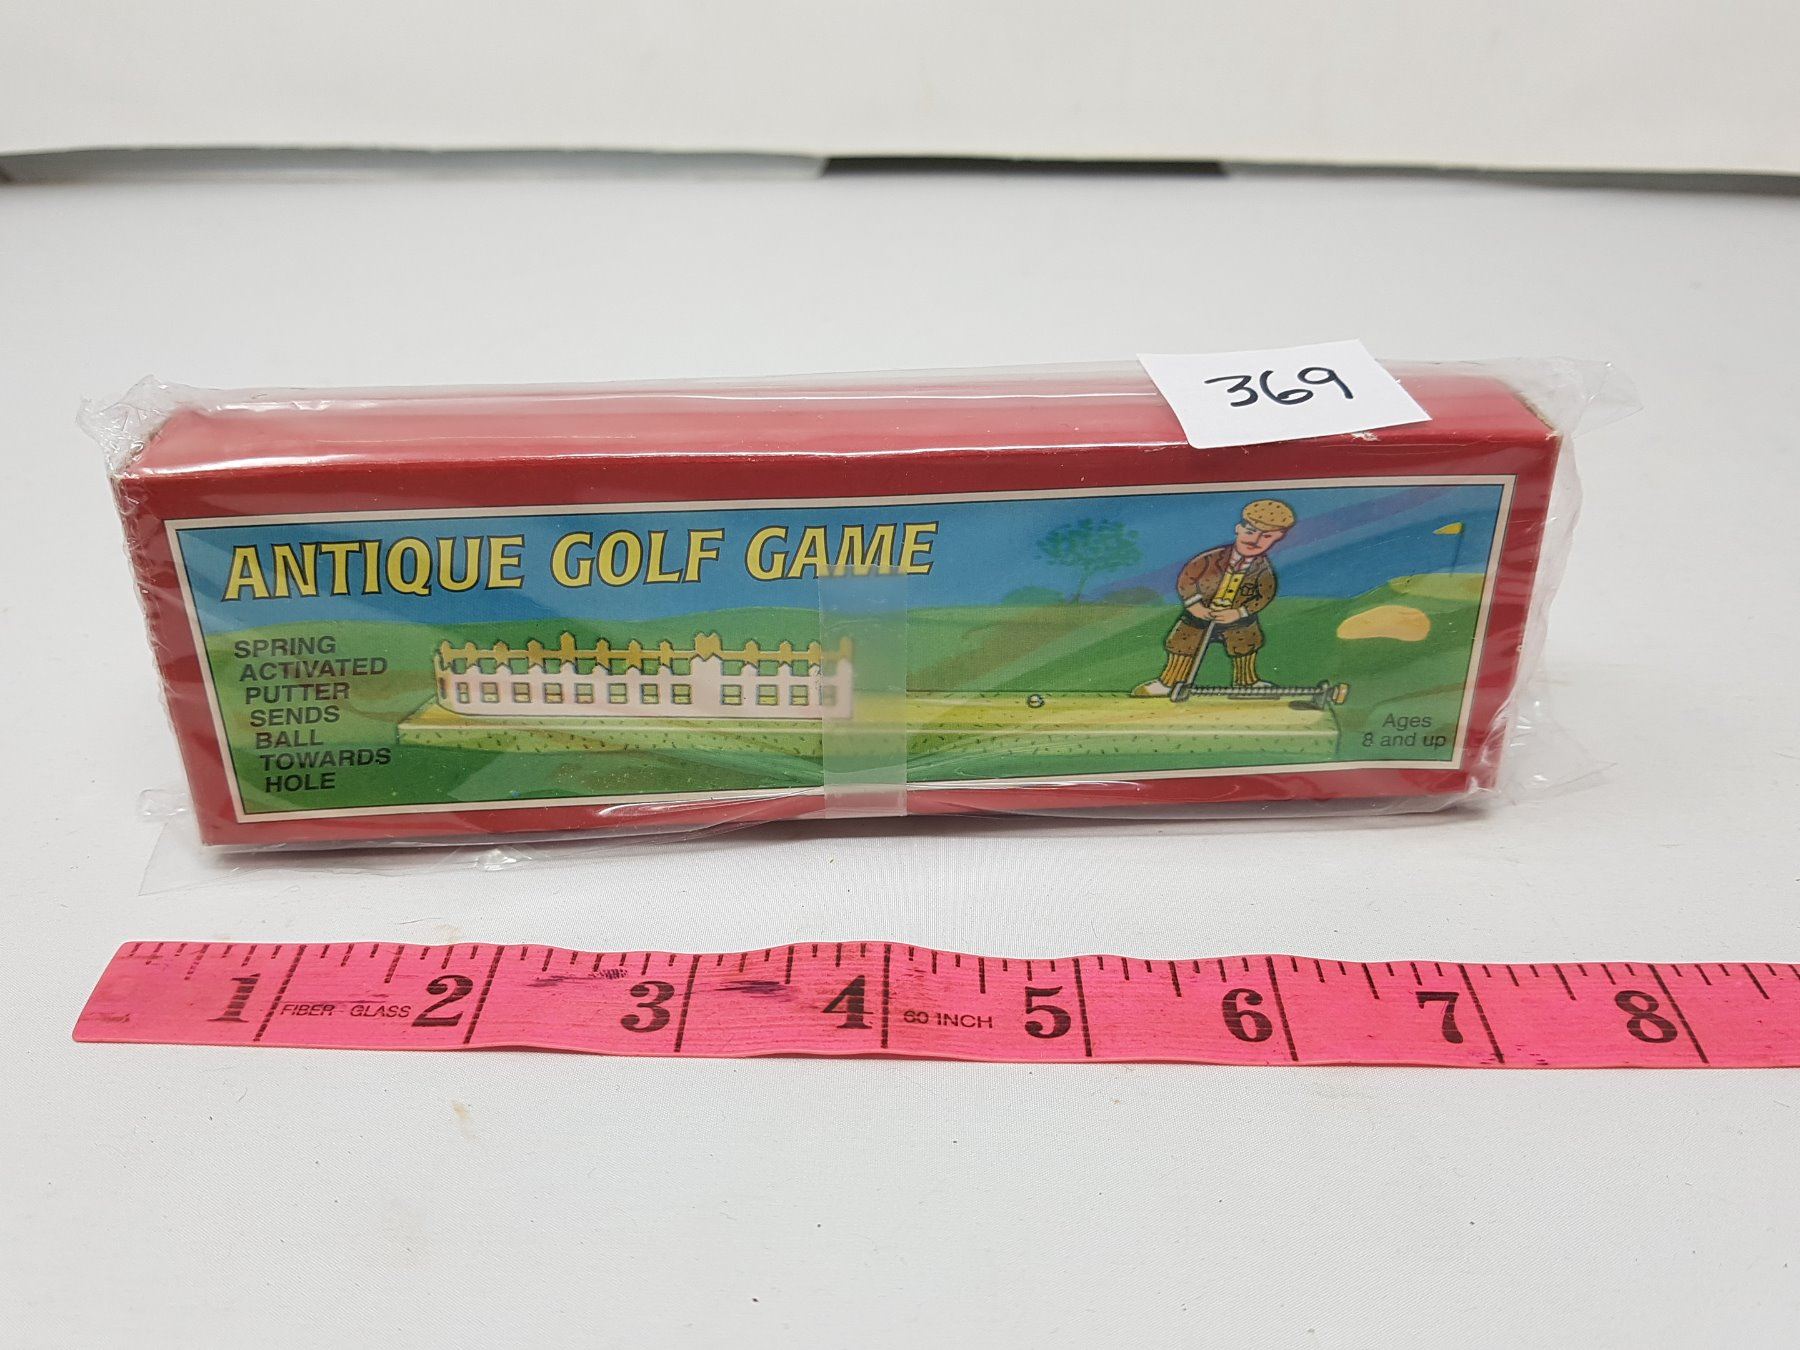 369
ANTIQUE GOLF GAME
SPRING
ACTIVATED
PUTTER
SENDS
BALL
TOWARDS
HOLE
Ages
8 and up
1 FIBER - GLASS 2 3 4 60 INCH 5 6 7 8